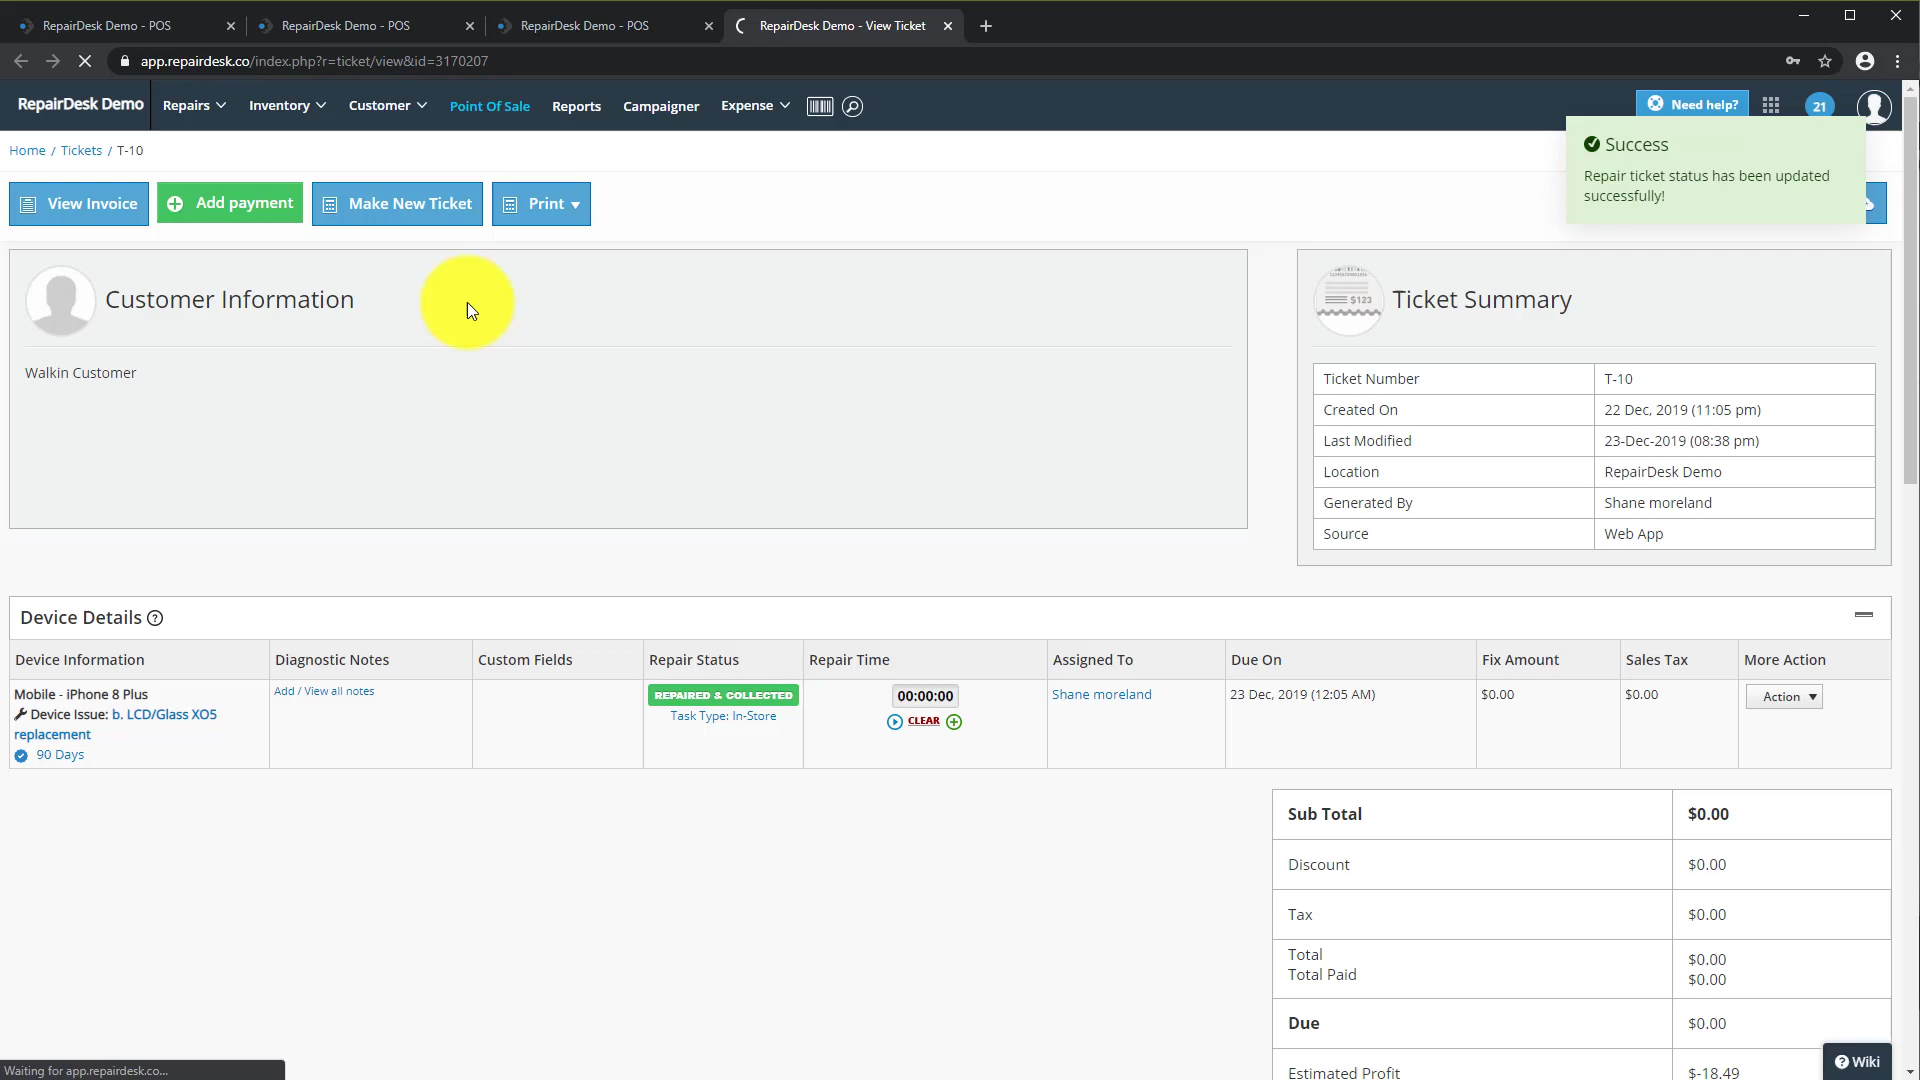 RepairDesk Demo - POS
RepairDesk Demo - POS
RepairDesk Demo - POS
RepairDesk Demo - View Ticket
app.repairdesk.co/index.php?r=ticket/view&id=3170207
RepairDesk Demo
Repairs
Inventory
Customer
Point Of Sale
Reports
Campaigner
Expense
Need help?
21
Home / Tickets / T-10
Success
Repair ticket status has been updated
successfully!
View Invoice
Add payment
Make New Ticket
Print
Customer Information
Walkin Customer
$123
Ticket Summary
Ticket Number T-10
Created On 22 Dec, 2019 (11:05 pm)
Last Modified 23-Dec-2019 (08:38 pm)
Location RepairDesk Demo
Generated By Shane moreland
Source Web App
Device Details
Device Information Diagnostic Notes Custom Fields Repair Status Repair Time Assigned To Due On Fix Amount Sales Tax More Action
Mobile - iPhone 8 Plus
Device Issue: b. LCD/Glass XO5
replacement
90 Days
Add / View all notes
REPAIRED & COLLECTED
Task Type: In-Store
00:00:00
CLEAR
Shane moreland
23 Dec, 2019 (12:05 AM)
$0.00
$0.00
Action
Sub Total $0.00
Discount $0.00
Tax $0.00
Total $0.00
Total Paid $0.00
Due $0.00
Estimated Profit $-18.49
Wiki
Waiting for app.repairdesk.co...